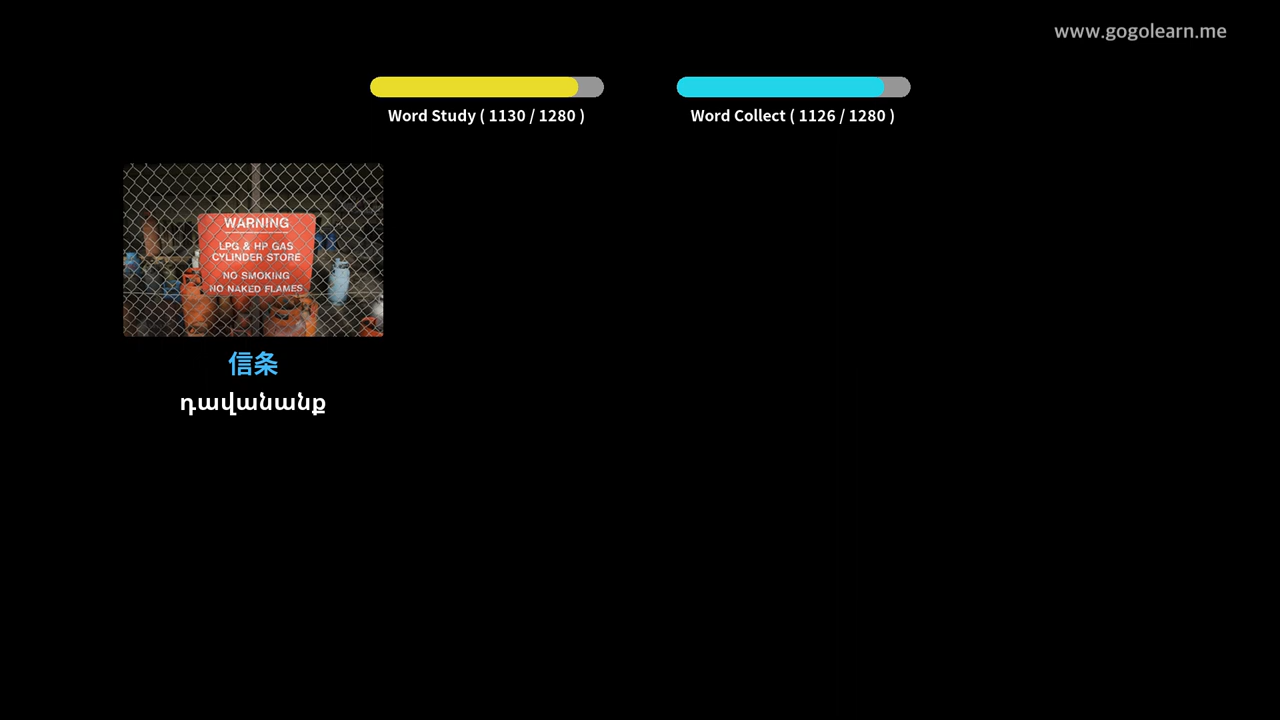 www.gogolearn.me
Word Study ( 1130 / 1280 )
Word Collect ( 1126 / 1280 )
WARNING
LPG & HP GAS
CYLINDER STORE
NO SMOKING
NO NAKED FLAMES
信条
դավանանք